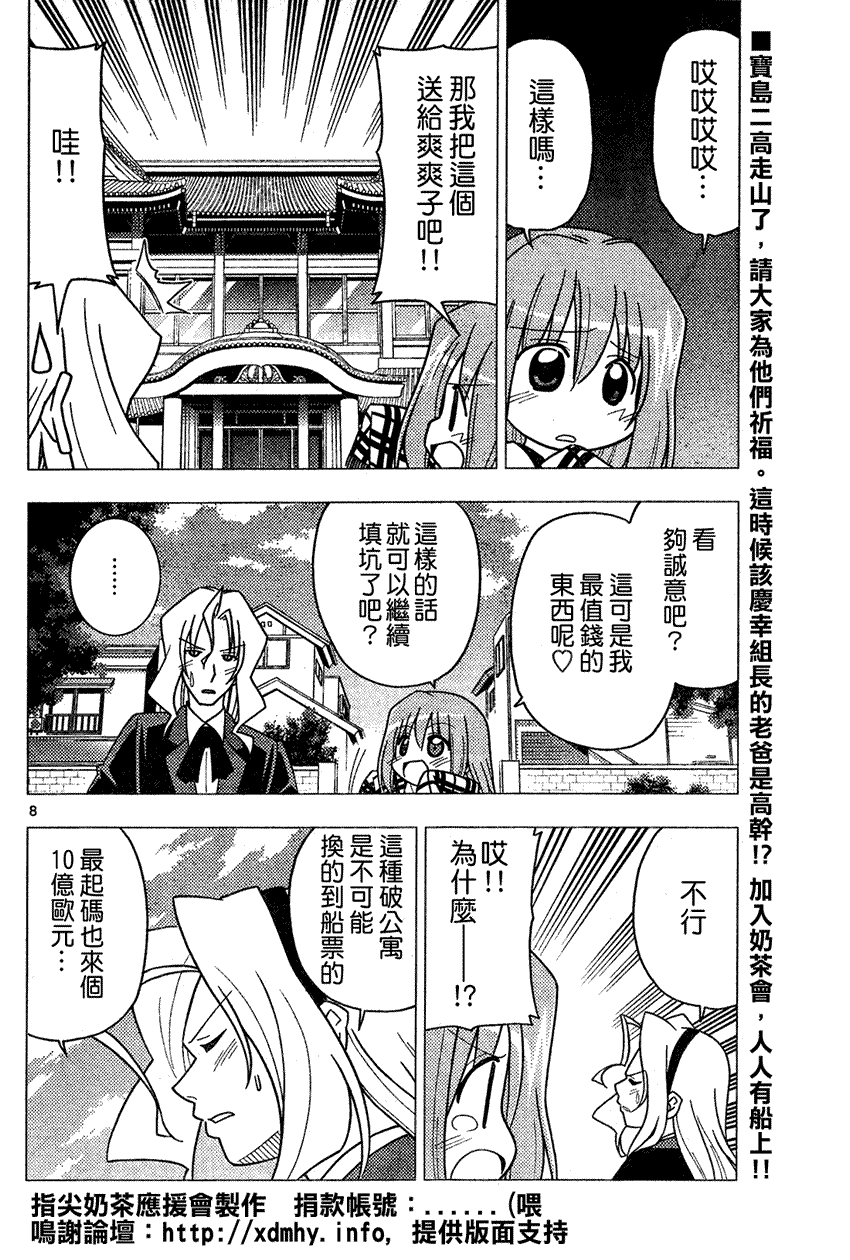 ■寶島二高走山了，請大家為他們祈福。這時候該慶幸組長的老爸是高幹!? 加入奶茶會，人人有船上!!
哎哎哎哎…
這樣嗎…
那我把這個
送給爽爽子吧!!
哇!!
看
夠誠意吧?
這可是我
最值錢的
東西呢♡
這樣的話
就可以繼續
填坑了吧?
……
8
不行
哎!!
為什麼——!?
這種破公寓
是不可能
換的到船票的
最起碼也來個
10億歐元…
指尖奶茶應援會製作　捐款帳號：......(喂
鳴謝論壇：http://xdmhy.info, 提供版面支持